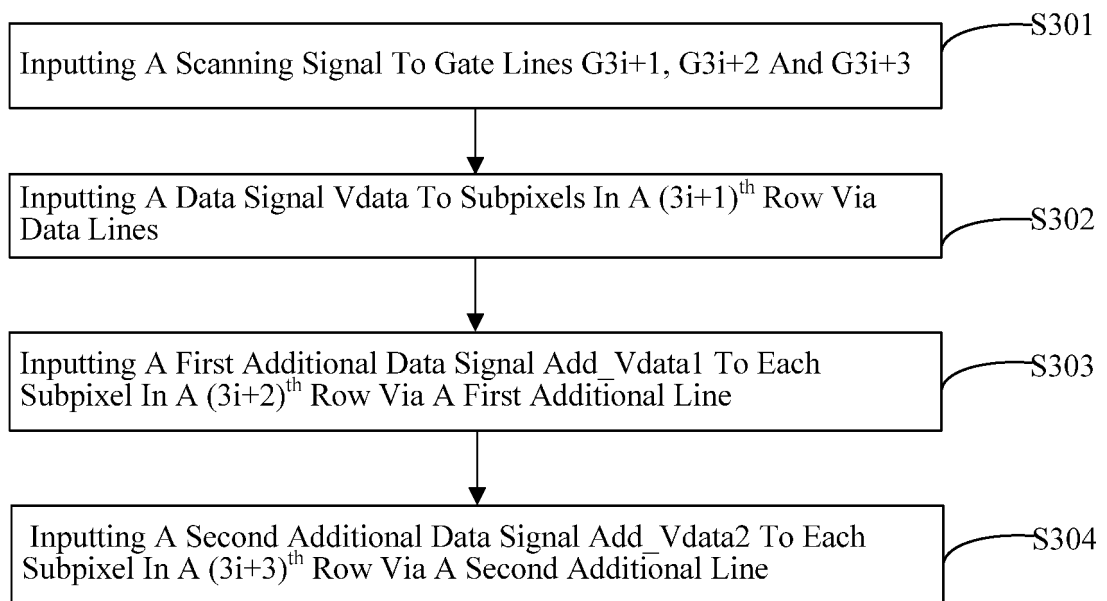 S301
Inputting A Scanning Signal To Gate Lines G3i+1, G3i+2 And G3i+3
Inputting A Data Signal Vdata To Subpixels In A (3i+1)th Row Via
Data Lines
S302
Inputting A First Additional Data Signal Add_Vdata1 To Each
Subpixel In A (3i+2)th Row Via A First Additional Line
S303
Inputting A Second Additional Data Signal Add_Vdata2 To Each
Subpixel In A (3i+3)th Row Via A Second Additional Line
S304